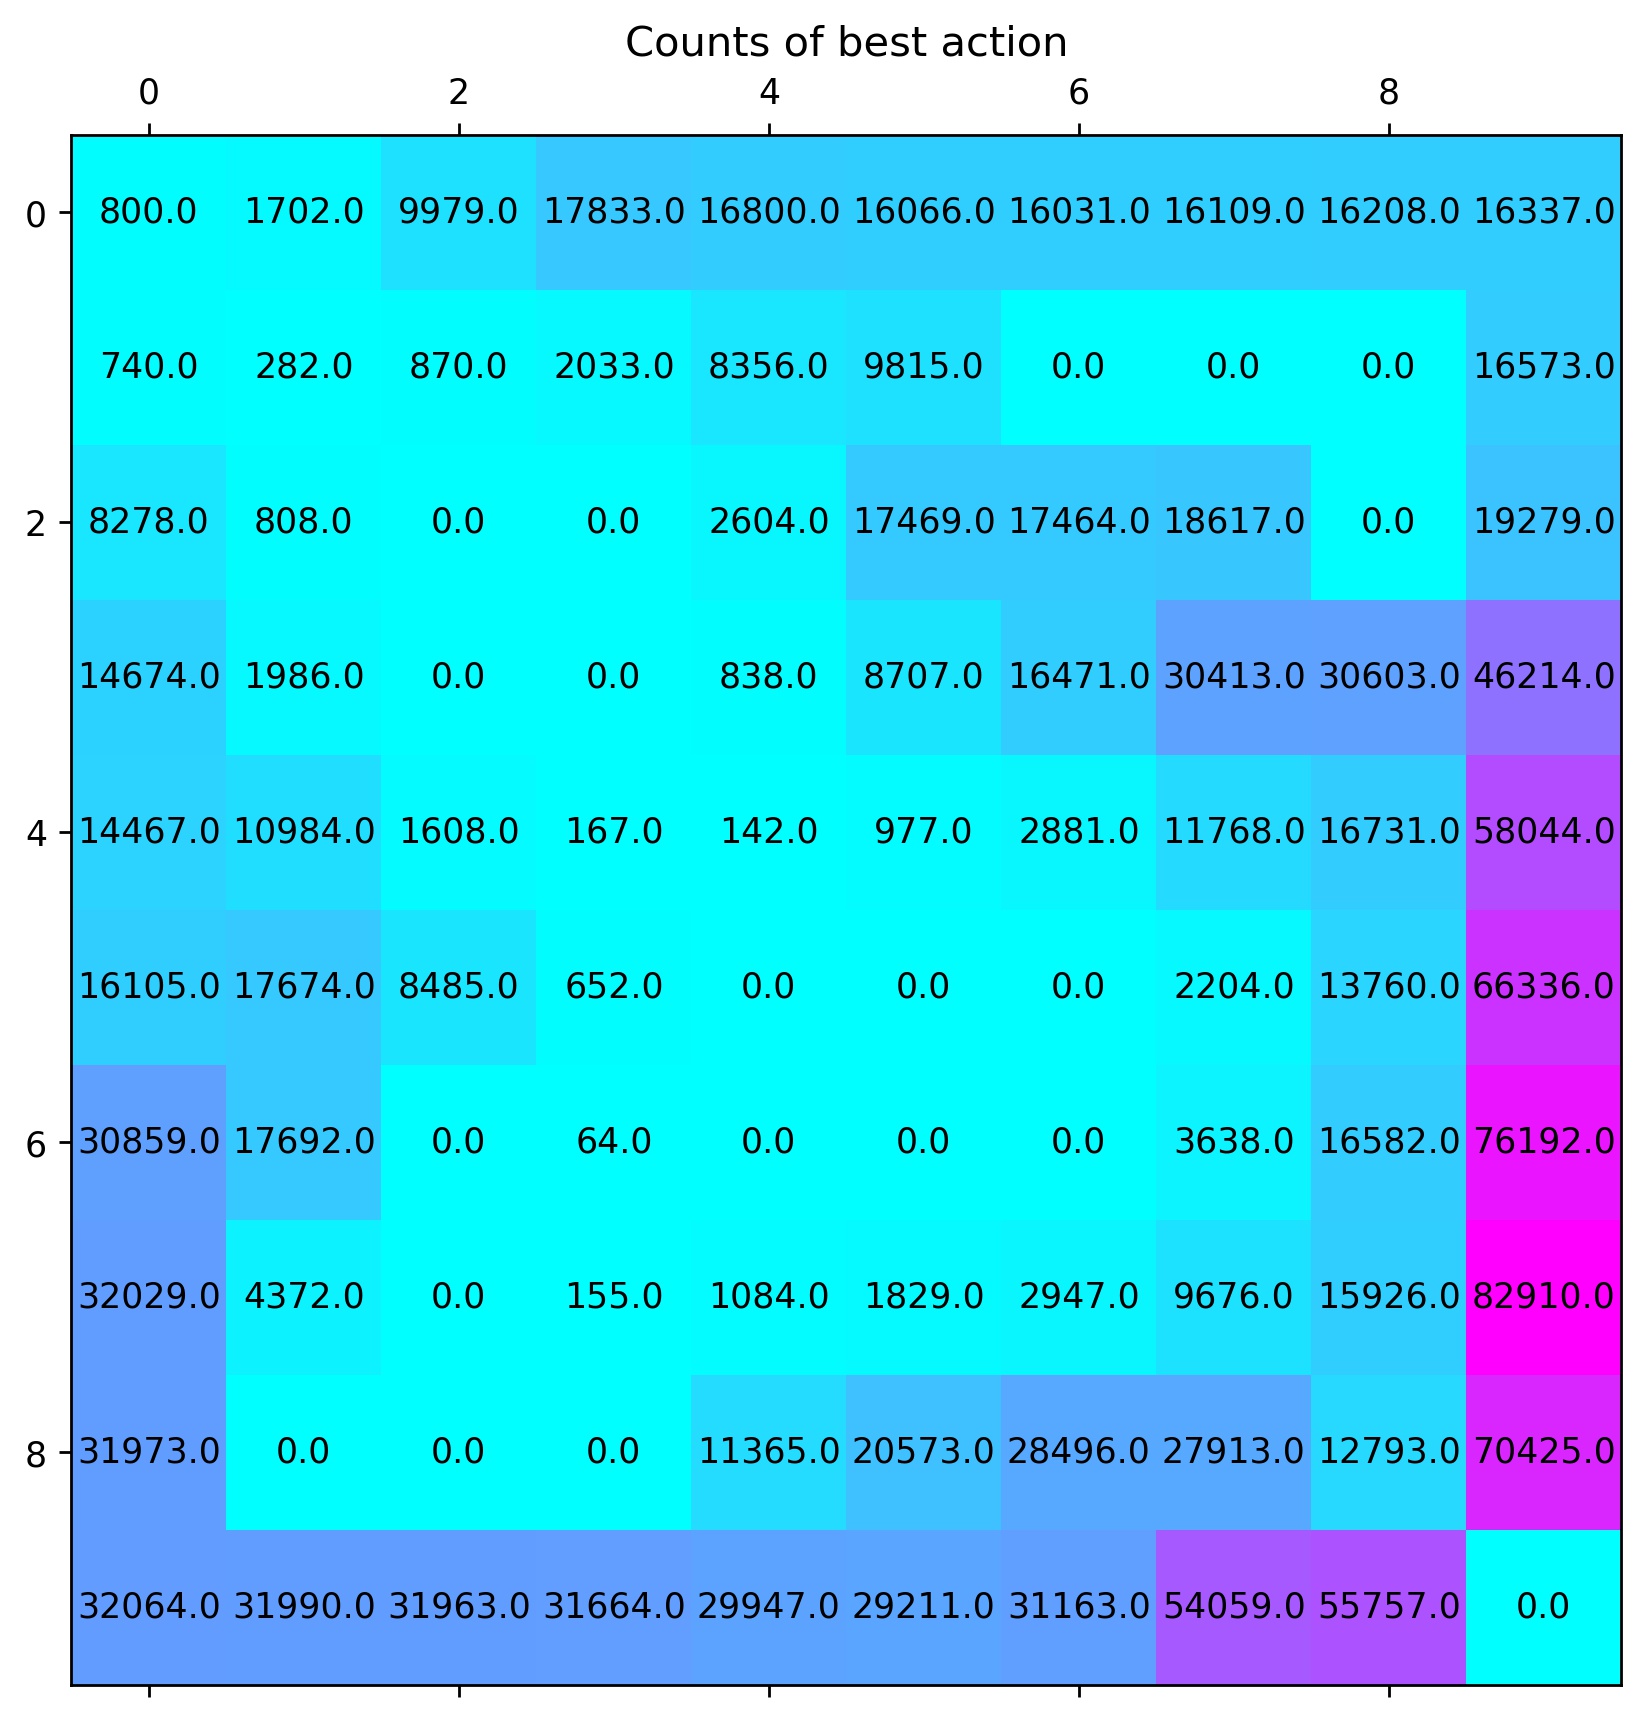 Counts of best action
0 2 4 6 8
0 800.0 1702.0 9979.0 17833.0 16800.0 16066.0 16031.0 16109.0 16208.0 16337.0
740.0 282.0 870.0 2033.0 8356.0 9815.0 0.0 0.0 0.0 16573.0
2 8278.0 808.0 0.0 0.0 2604.0 17469.0 17464.0 18617.0 0.0 19279.0
14674.0 1986.0 0.0 0.0 838.0 8707.0 16471.0 30413.0 30603.0 46214.0
4 14467.0 10984.0 1608.0 167.0 142.0 977.0 2881.0 11768.0 16731.0 58044.0
16105.0 17674.0 8485.0 652.0 0.0 0.0 0.0 2204.0 13760.0 66336.0
6 30859.0 17692.0 0.0 64.0 0.0 0.0 0.0 3638.0 16582.0 76192.0
32029.0 4372.0 0.0 155.0 1084.0 1829.0 2947.0 9676.0 15926.0 82910.0
8 31973.0 0.0 0.0 0.0 11365.0 20573.0 28496.0 27913.0 12793.0 70425.0
32064.0 31990.0 31963.0 31664.0 29947.0 29211.0 31163.0 54059.0 55757.0 0.0